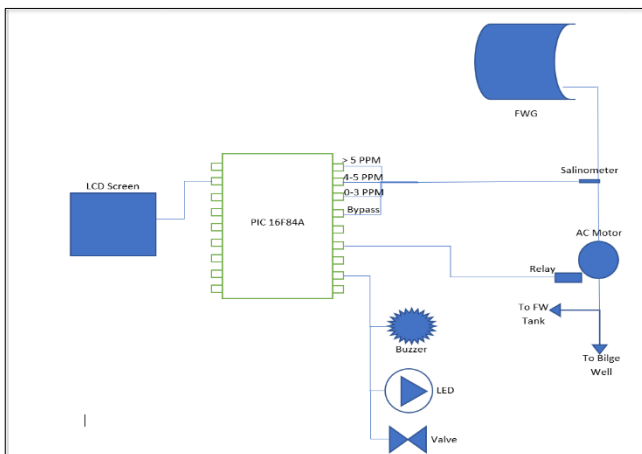 FWG
> 5 PPM
LCD Screen
4-5 PPM
Salinometer
0-3 PPM
Bypass
PIC 16F84A
AC Motor
Relay
To FW
Tank
Buzzer
To Bilge
Well
LED
Valve